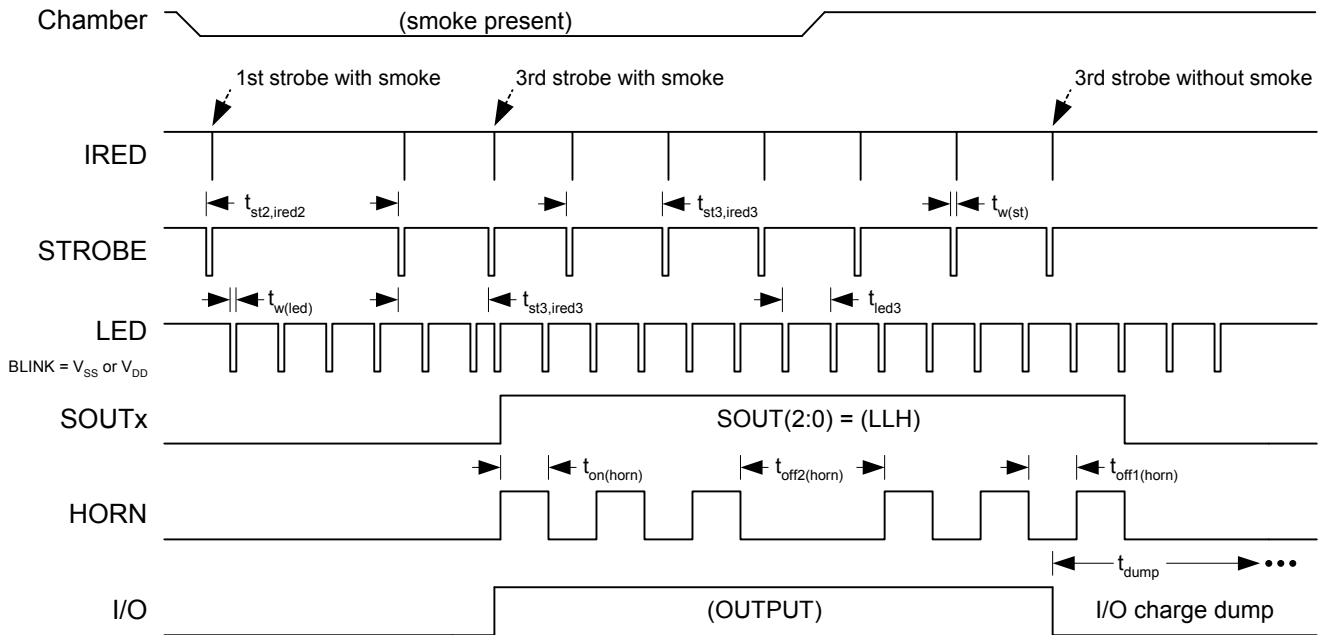 Chamber
(smoke present)
1st strobe with smoke
3rd strobe with smoke
3rd strobe without smoke
IRED
t_st2,ired2
t_st3,ired3
t_w(st)
STROBE
t_w(led)
t_st3,ired3
t_led3
LED
BLINK = V_SS or V_DD
SOUTx
SOUT(2:0) = (LLH)
t_on(horn)
t_off2(horn)
t_off1(horn)
HORN
t_dump
•••
I/O
(OUTPUT)
I/O charge dump